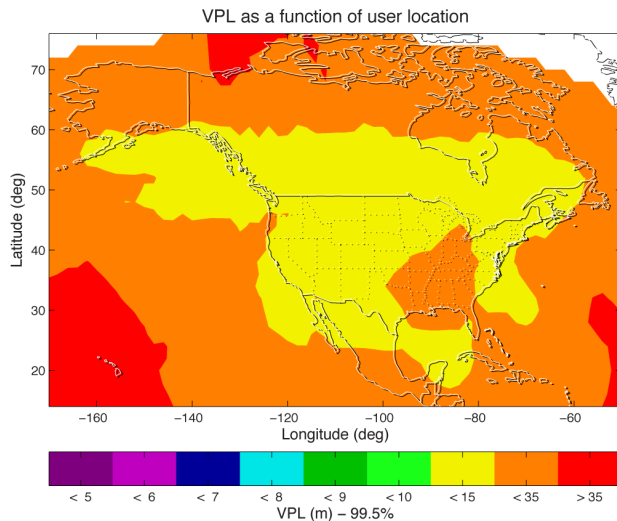 VPL as a function of user location
70
60
50
40
30
20
−160 −140 −120 −100 −80 −60
Latitude (deg)
Longitude (deg)
< 5 < 6 < 7 < 8 < 9 < 10 < 15 < 35 > 35
VPL (m) − 99.5%